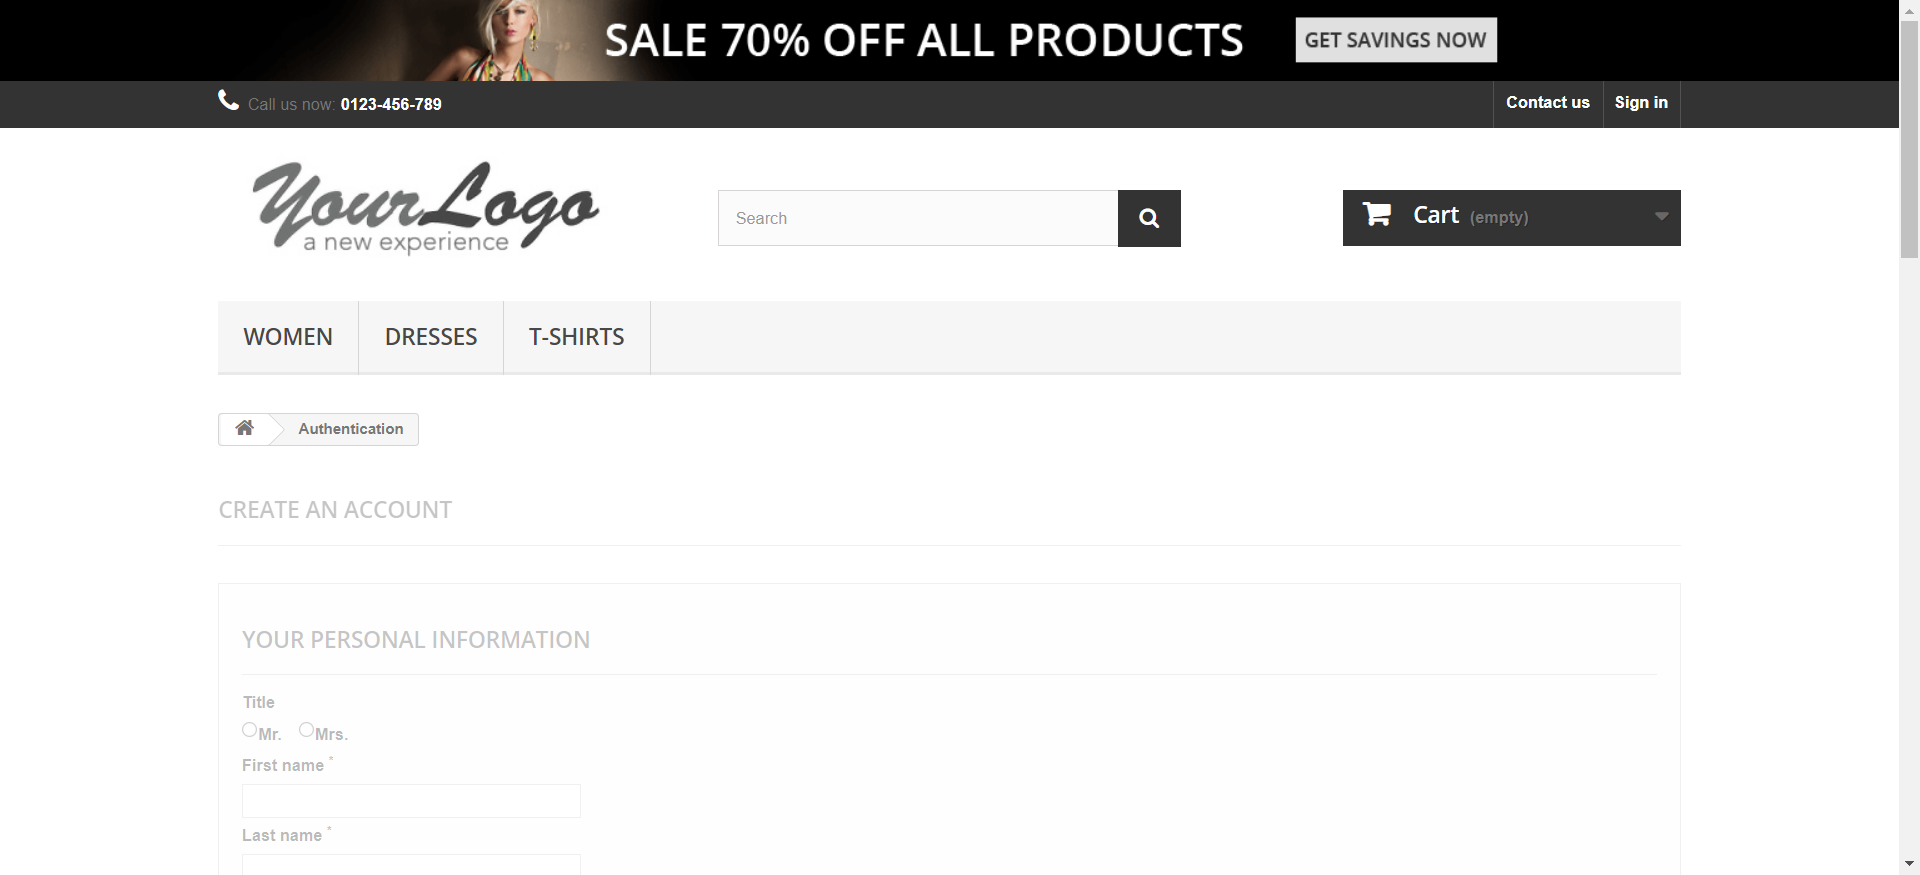 SALE 70% OFF ALL PRODUCTS
GET SAVINGS NOW
Call us now: 0123-456-789
Contact us
Sign in
YourLogo
a new experience
Search
Cart (empty)
WOMEN
DRESSES
T-SHIRTS
Authentication
CREATE AN ACCOUNT
YOUR PERSONAL INFORMATION
Title
Mr. Mrs.
First name *
Last name *